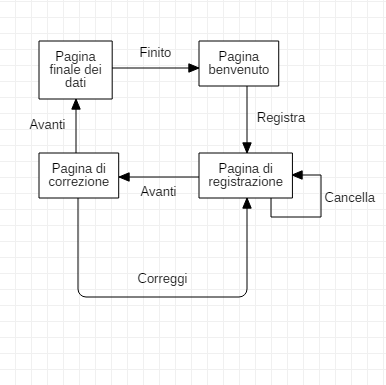 Pagina
finale dei
dati
Finito
Pagina
benvenuto
Avanti
Registra
Pagina di
correzione
Avanti
Pagina di
registrazione
Cancella
Correggi